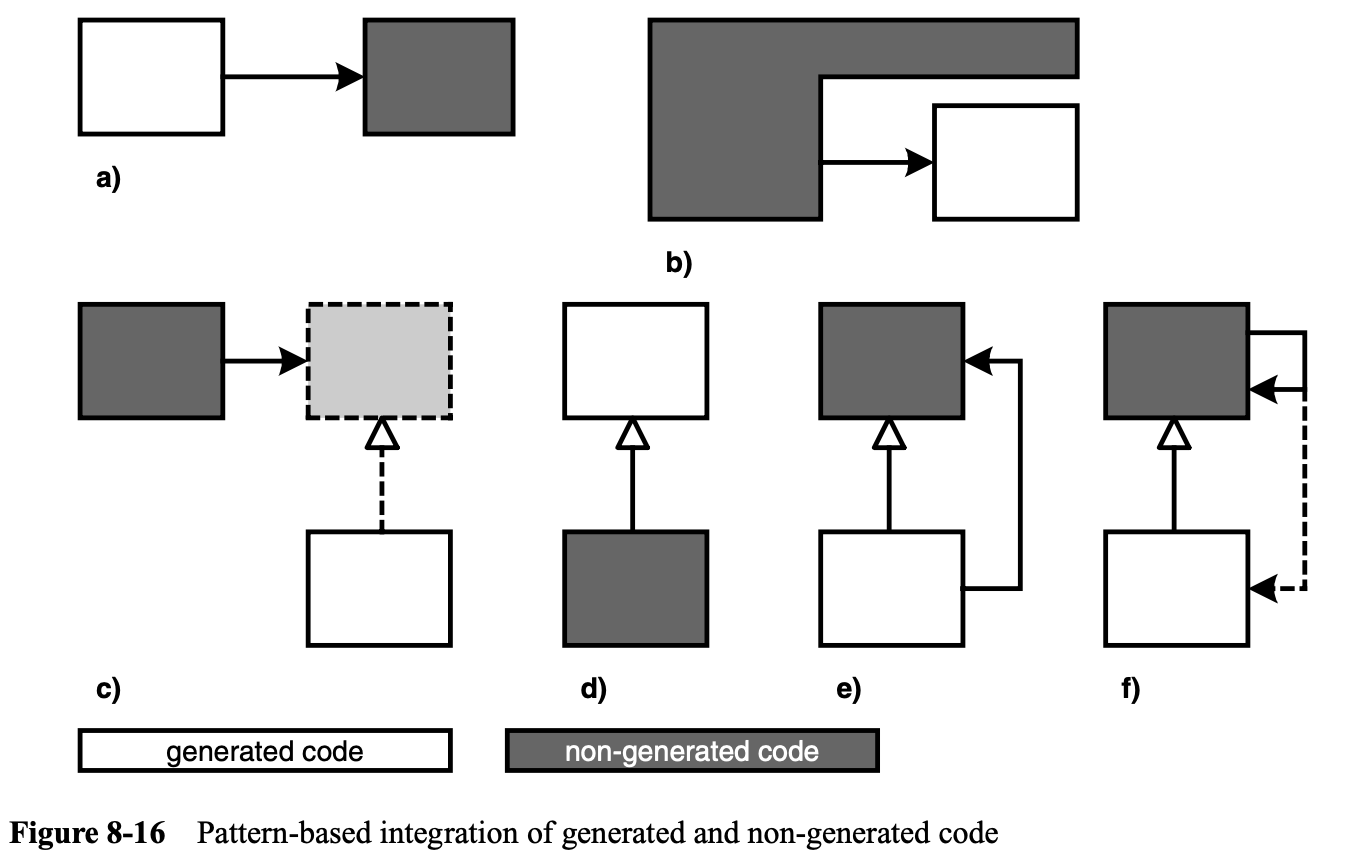 a)
b)
c)
d)
e)
f)
generated code
non-generated code
Figure 8-16 Pattern-based integration of generated and non-generated code